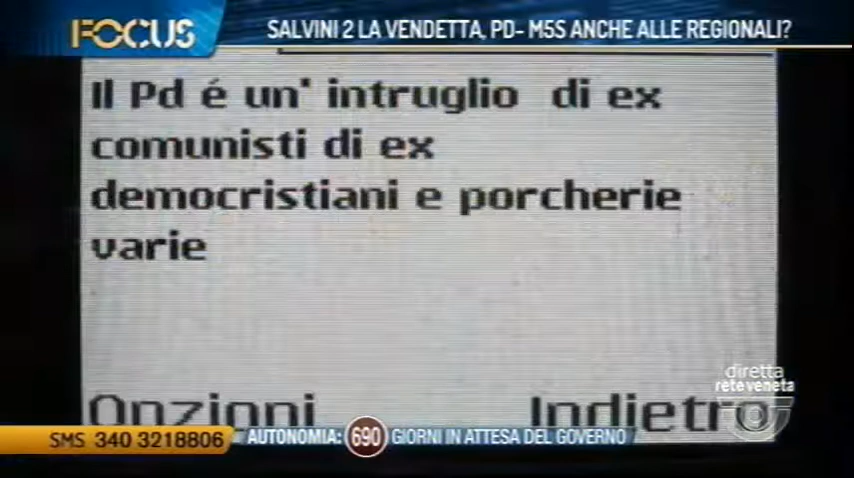 FOCUS
SALVINI 2 LA VENDETTA, PD- M5S ANCHE ALLE REGIONALI?
Il Pd é un' intruglio di ex
comunisti di ex
democristiani e porcherie
varie
Opzioni Indietro
diretta
reteveneta
SMS 340 3218806
AUTONOMIA: 690 GIORNI IN ATTESA DEL GOVERNO